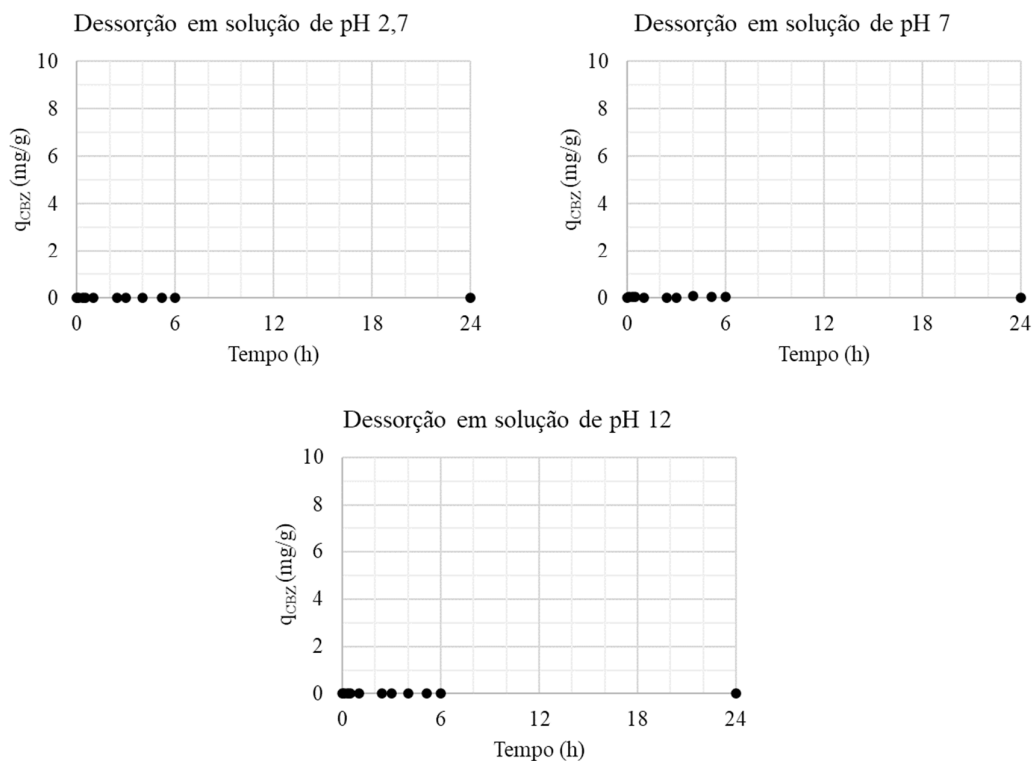 Dessorção em solução de pH 2,7
10
8
6
4
2
0
q_CBZ (mg/g)
0 6 12 18 24
Tempo (h)
Dessorção em solução de pH 7
10
8
6
4
2
0
q_CBZ (mg/g)
0 6 12 18 24
Tempo (h)
Dessorção em solução de pH 12
10
8
6
4
2
0
q_CBZ (mg/g)
0 6 12 18 24
Tempo (h)